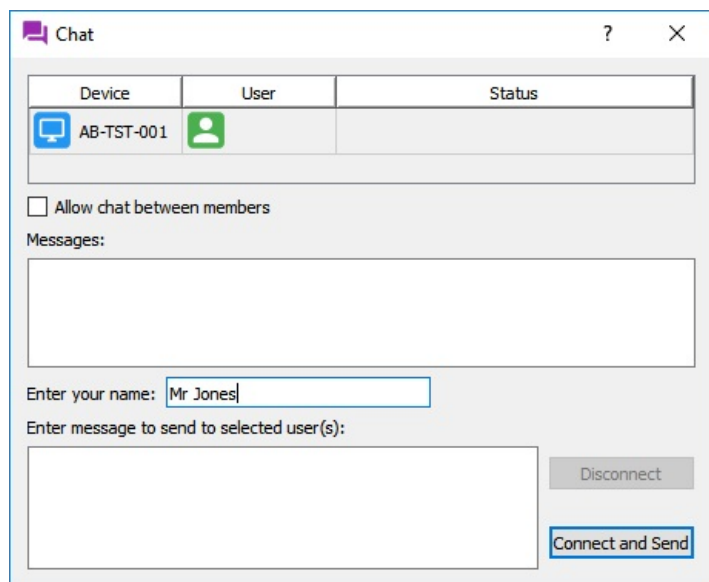 Chat
Device User Status
AB-TST-001
Allow chat between members
Messages:
Enter your name: Mr Jones
Enter message to send to selected user(s):
Disconnect
Connect and Send